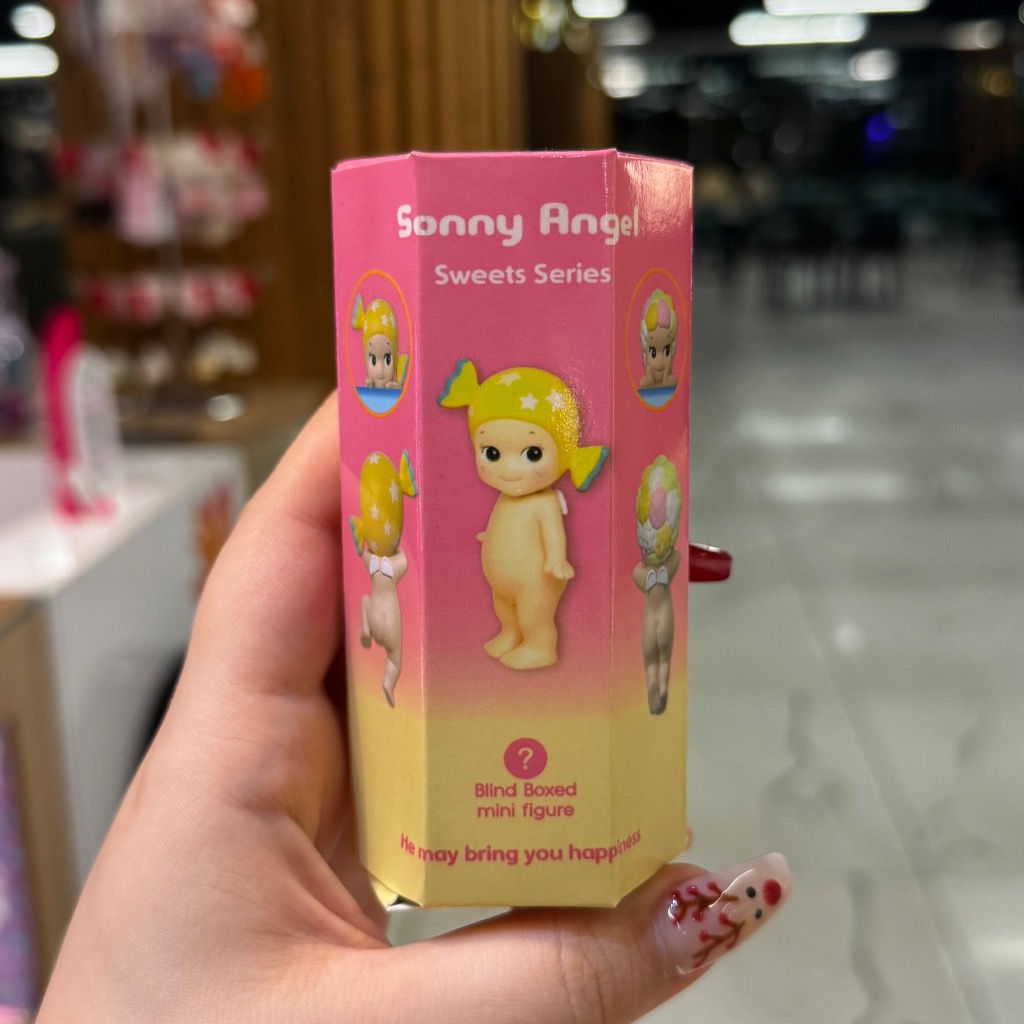 Sonny Angel
Sweets Series
?
Blind Boxed
mini figure
He may bring you happiness